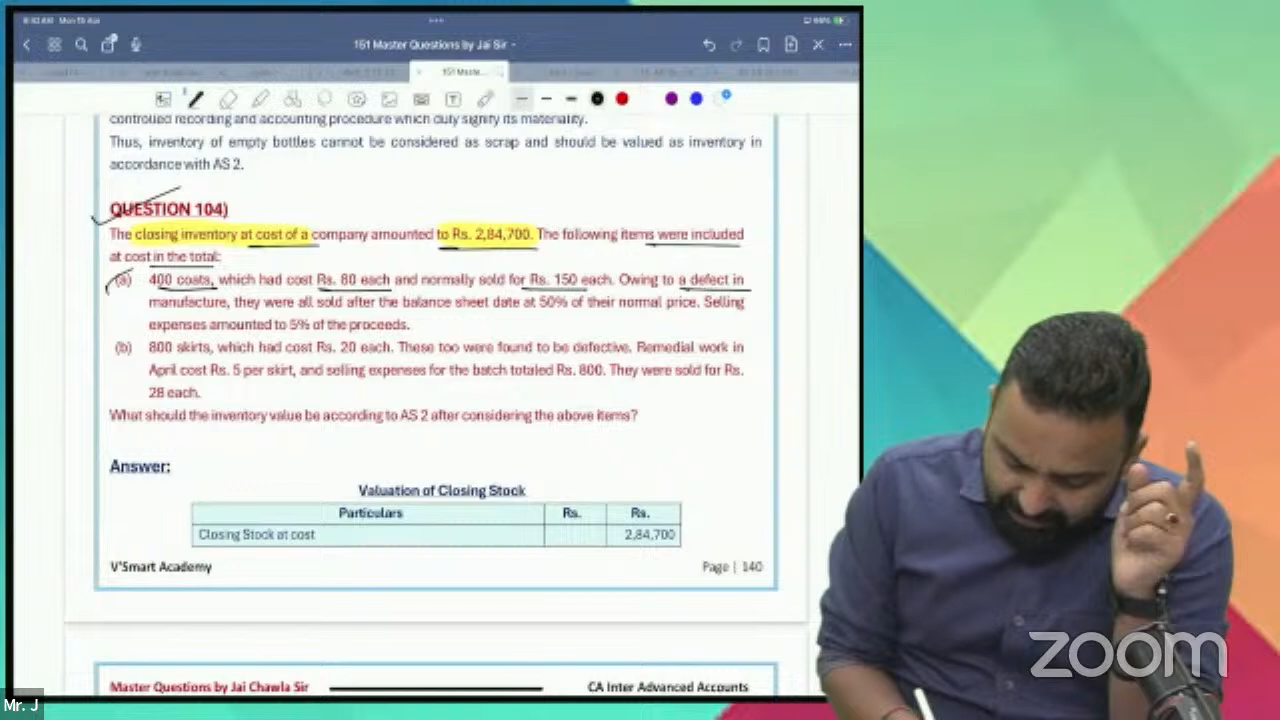 Mon 15 Apr
151 Master Questions by Jai Sir
151 Maste...
controlled recording and accounting procedure which duly signify its materiality.
Thus, inventory of empty bottles cannot be considered as scrap and should be valued as inventory in
accordance with AS 2.
QUESTION 104)
The closing inventory at cost of a company amounted to Rs. 2,84,700. The following items were included
at cost in the total:
(a) 400 coats, which had cost Rs. 80 each and normally sold for Rs. 150 each. Owing to a defect in
manufacture, they were all sold after the balance sheet date at 50% of their normal price. Selling
expenses amounted to 5% of the proceeds.
(b) 800 skirts, which had cost Rs. 20 each. These too were found to be defective. Remedial work in
April cost Rs. 5 per skirt, and selling expenses for the batch totaled Rs. 800. They were sold for Rs.
28 each.
What should the inventory value be according to AS 2 after considering the above items?
Answer:
Valuation of Closing Stock
Particulars Rs. Rs.
Closing Stock at cost 2,84,700
V'Smart Academy Page | 140
Master Questions by Jai Chawla Sir CA Inter Advanced Accounts
zoom
Mr. J